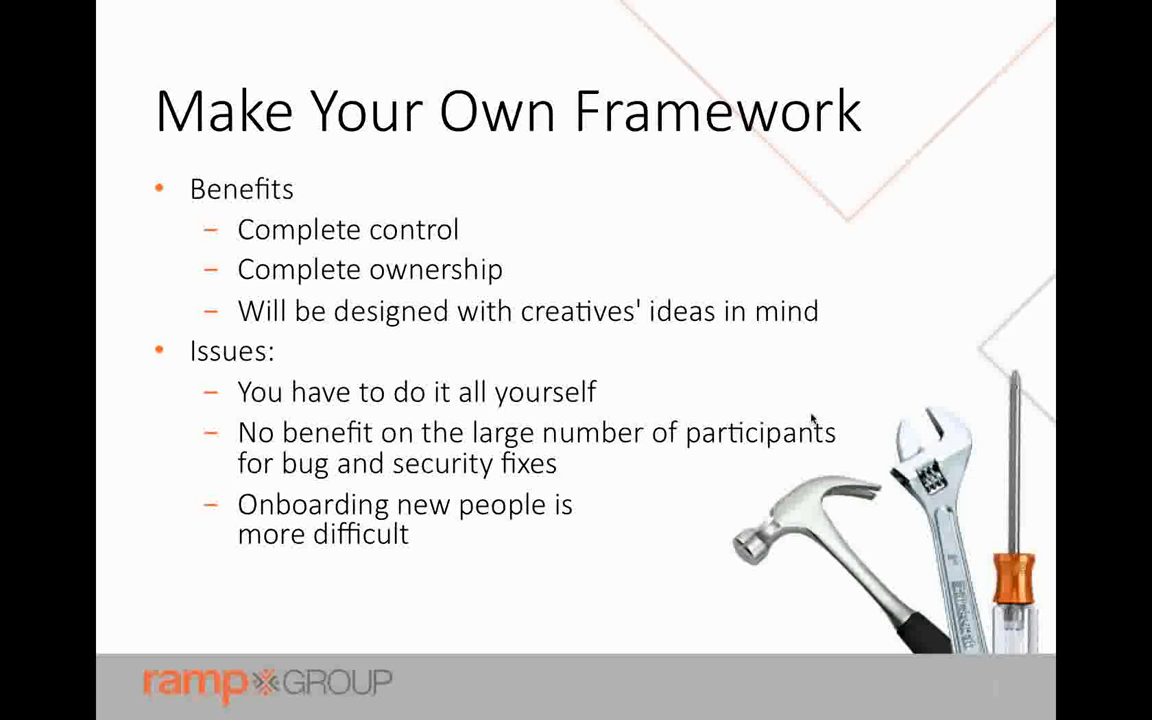 Make Your Own Framework
• Benefits
– Complete control
– Complete ownership
– Will be designed with creatives' ideas in mind
• Issues:
– You have to do it all yourself
– No benefit on the large number of participants
for bug and security fixes
– Onboarding new people is
more difficult
ramp GROUP